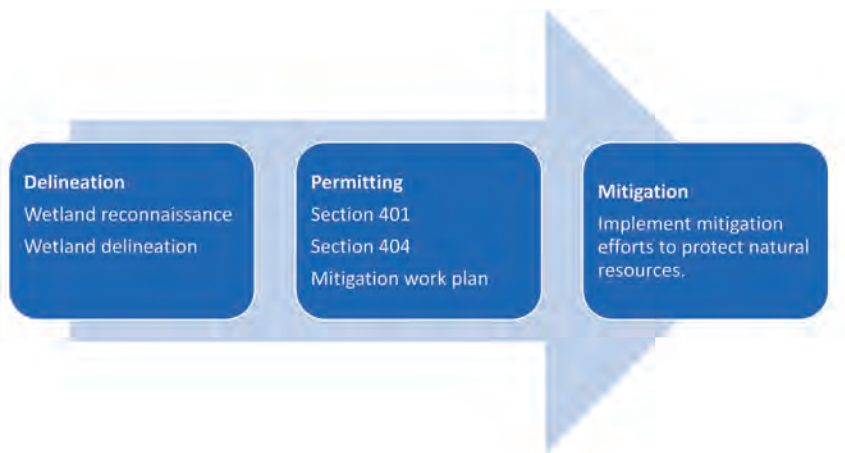 Delineation
Wetland reconnaissance
Wetland delineation
Permitting
Section 401
Section 404
Mitigation work plan
Mitigation
Implement mitigation
efforts to protect natural
resources.